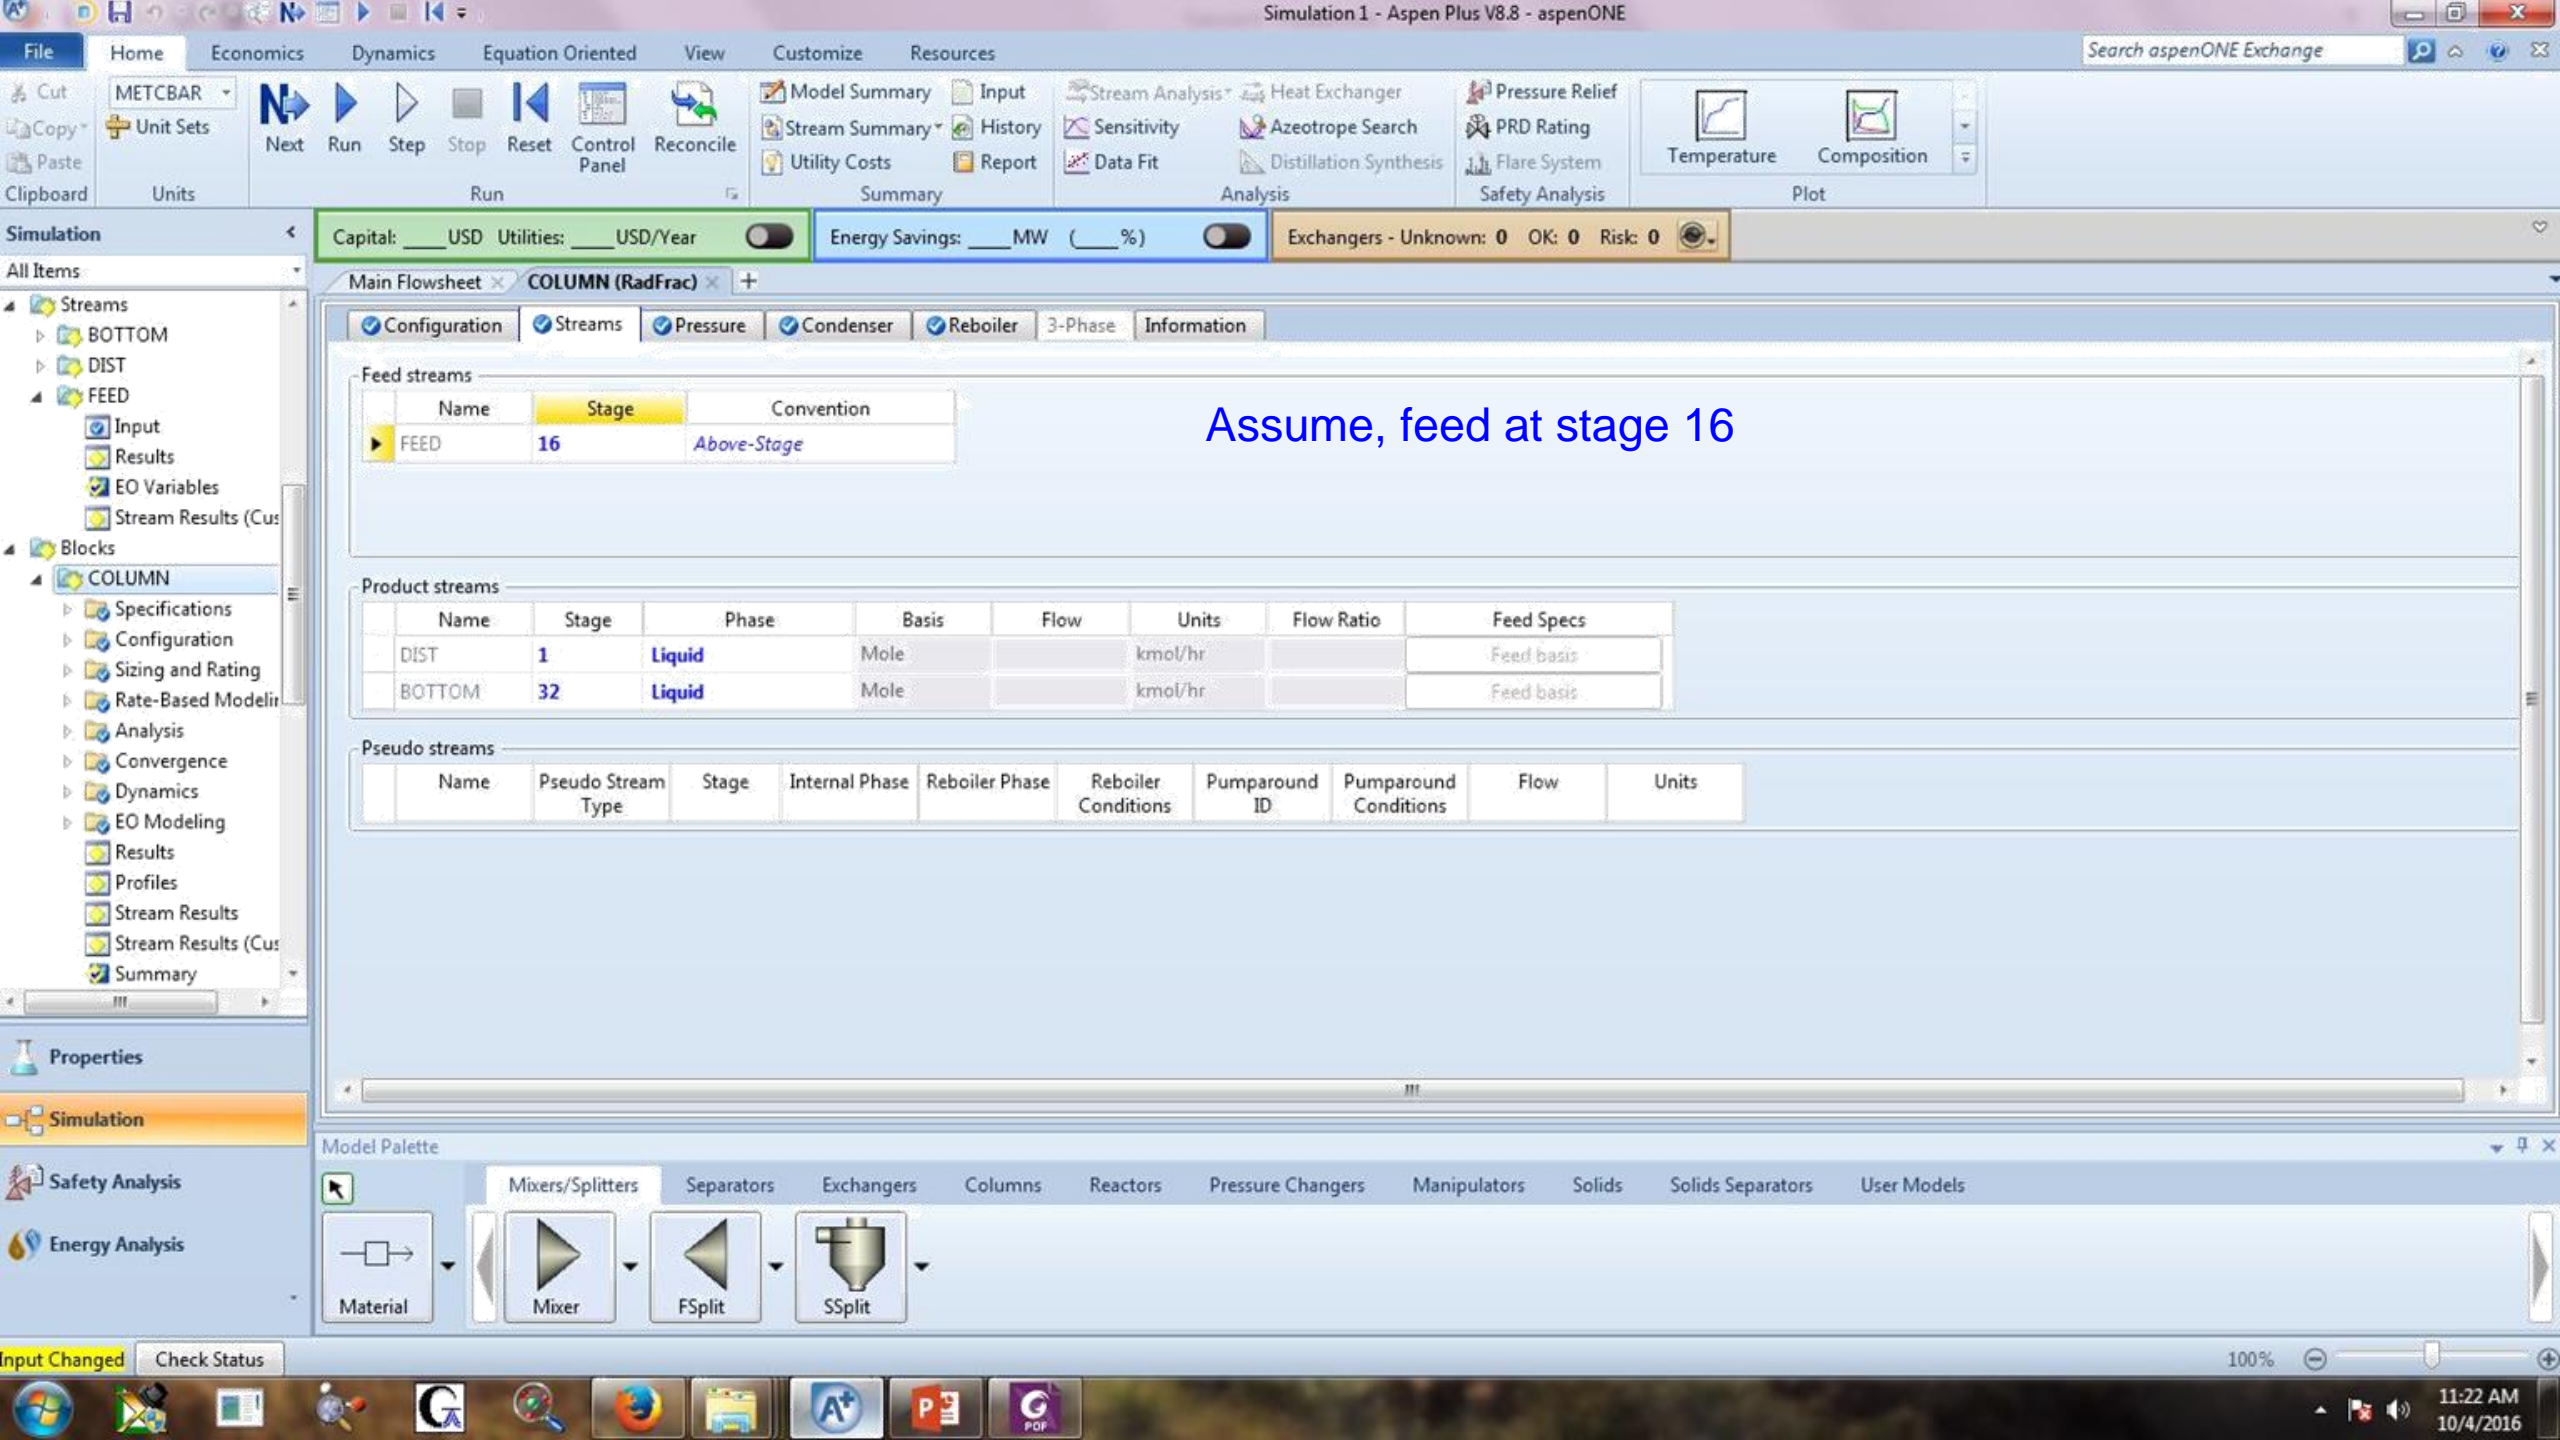 Simulation 1 - Aspen Plus V8.8 - aspenONE
File Home Economics Dynamics Equation Oriented View Customize Resources Search aspenONE Exchange
Cut METCBAR Model Summary Input Stream Analysis Heat Exchanger Pressure Relief
Copy Unit Sets Stream Summary History Sensitivity Azeotrope Search PRD Rating
Next Run Step Stop Reset Control Panel Reconcile
Paste Utility Costs Report Data Fit Distillation Synthesis Flare System Temperature Composition
Clipboard Units Run Summary Analysis Safety Analysis Plot
Simulation
Capital: ____USD Utilities: ____USD/Year Energy Savings: ____MW (____%) Exchangers - Unknown: 0 OK: 0 Risk: 0
All Items
Main Flowsheet COLUMN (RadFrac) +
Streams
BOTTOM
DIST
FEED
Input
Results
EO Variables
Stream Results (Cus
Blocks
COLUMN
Specifications
Configuration
Sizing and Rating
Rate-Based Modelin
Analysis
Convergence
Dynamics
EO Modeling
Results
Profiles
Stream Results
Stream Results (Cus
Summary
Properties
Simulation
Safety Analysis
Energy Analysis
Configuration Streams Pressure Condenser Reboiler 3-Phase Information
Feed streams
Name Stage Convention
FEED 16 Above-Stage
Assume, feed at stage 16
Product streams
Name Stage Phase Basis Flow Units Flow Ratio Feed Specs
DIST 1 Liquid Mole kmol/hr Feed basis
BOTTOM 32 Liquid Mole kmol/hr Feed basis
Pseudo streams
Name Pseudo Stream Type Stage Internal Phase Reboiler Phase Reboiler Conditions Pumparound ID Pumparound Conditions Flow Units
Model Palette
Mixers/Splitters Separators Exchangers Columns Reactors Pressure Changers Manipulators Solids Solids Separators User Models
Material Mixer FSplit SSplit
Input Changed Check Status 100%
11:22 AM
10/4/2016